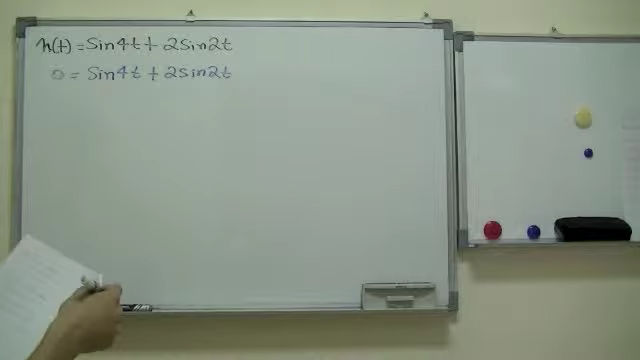 h(t) = Sin4t + 2Sin2t
0 = Sin4t + 2sin2t